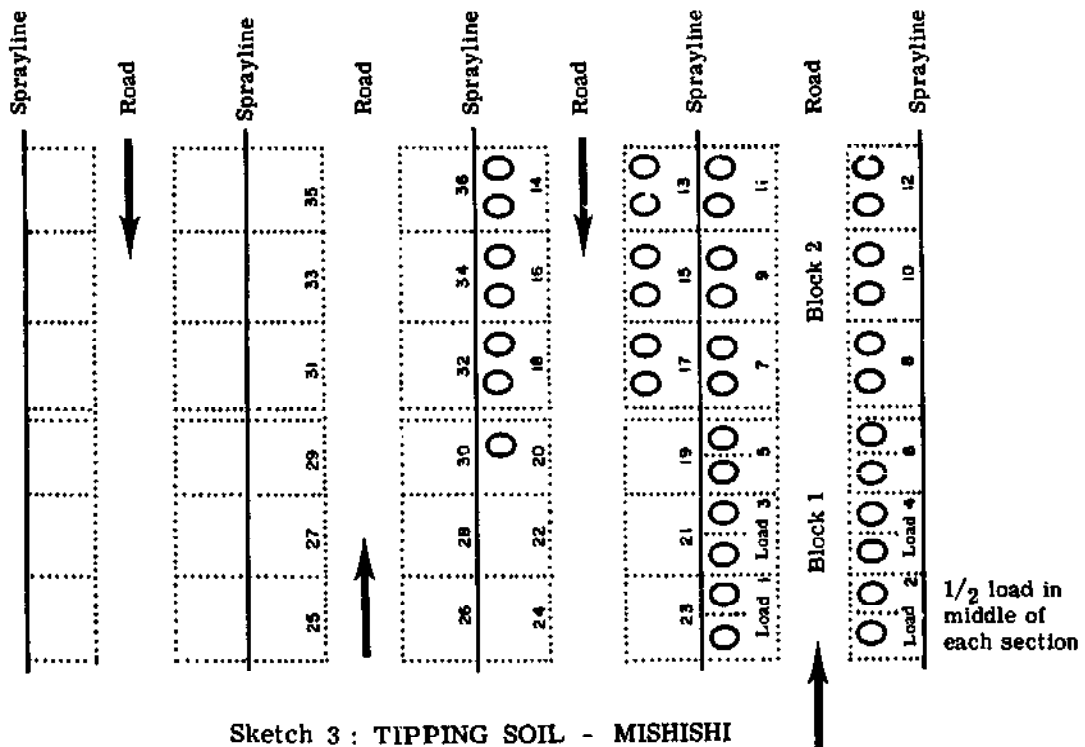 Sprayline
Road
Sprayline
Road
Sprayline
Road
Sprayline
Road
Sprayline
35
36
14
13
11
12
33
34
16
15
9
10
Block 2
31
32
18
17
7
8
29
30
20
19
5
6
27
28
22
21
Load 3
Block 1
Load 4
25
26
24
23
Load 1
Load 2
1/2 load in
middle of
each section
Sketch 3 : TIPPING SOIL - MISHISHI